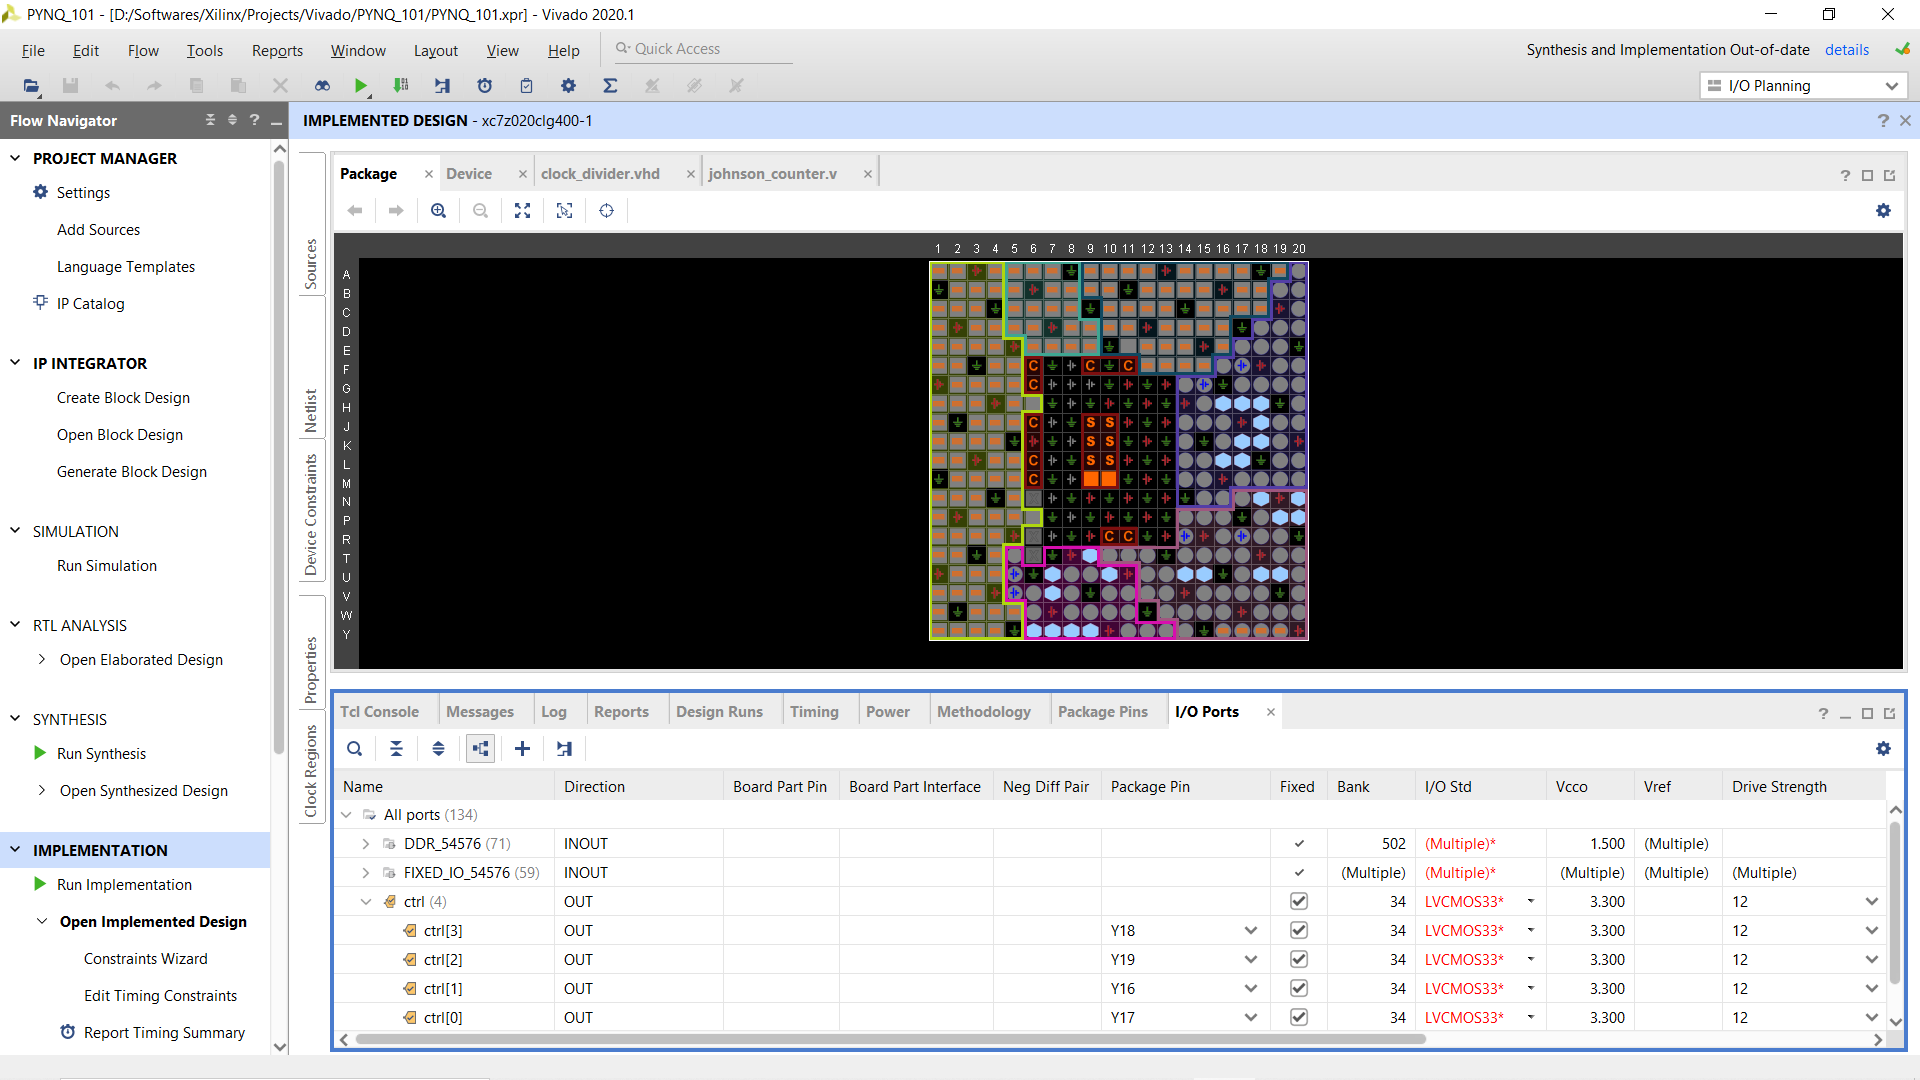 PYNQ_101 - [D:/Softwares/Xilinx/Projects/Vivado/PYNQ_101/PYNQ_101.xpr] - Vivado 2020.1
File Edit Flow Tools Reports Window Layout View Help Quick Access
Synthesis and Implementation Out-of-date details
I/O Planning
Flow Navigator
IMPLEMENTED DESIGN - xc7z020clg400-1
PROJECT MANAGER
Settings
Add Sources
Language Templates
IP Catalog
IP INTEGRATOR
Create Block Design
Open Block Design
Generate Block Design
SIMULATION
Run Simulation
RTL ANALYSIS
Open Elaborated Design
SYNTHESIS
Run Synthesis
Open Synthesized Design
IMPLEMENTATION
Run Implementation
Open Implemented Design
Constraints Wizard
Edit Timing Constraints
Report Timing Summary
Sources
Netlist
Device Constraints
Properties
Clock Regions
Package Device clock_divider.vhd johnson_counter.v
1 2 3 4 5 6 7 8 9 10 11 12 13 14 15 16 17 18 19 20
A
B
C
D
E
F C C C
G C
H
J C S S
K S S
L C S S
M C
N
P
R C C
T
U
V
W
Y
Tcl Console Messages Log Reports Design Runs Timing Power Methodology Package Pins I/O Ports
Name Direction Board Part Pin Board Part Interface Neg Diff Pair Package Pin Fixed Bank I/O Std Vcco Vref Drive Strength
All ports (134)
DDR_54576 (71) INOUT 502 (Multiple)* 1.500 (Multiple)
FIXED_IO_54576 (59) INOUT (Multiple) (Multiple)* (Multiple) (Multiple) (Multiple)
ctrl (4) OUT 34 LVCMOS33* 3.300 12
ctrl[3] OUT Y18 34 LVCMOS33* 3.300 12
ctrl[2] OUT Y19 34 LVCMOS33* 3.300 12
ctrl[1] OUT Y16 34 LVCMOS33* 3.300 12
ctrl[0] OUT Y17 34 LVCMOS33* 3.300 12